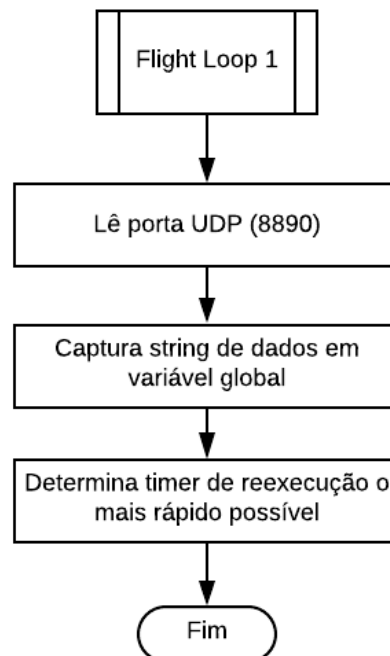 Flight Loop 1
Lê porta UDP (8890)
Captura string de dados em
variável global
Determina timer de reexecução o
mais rápido possível
Fim